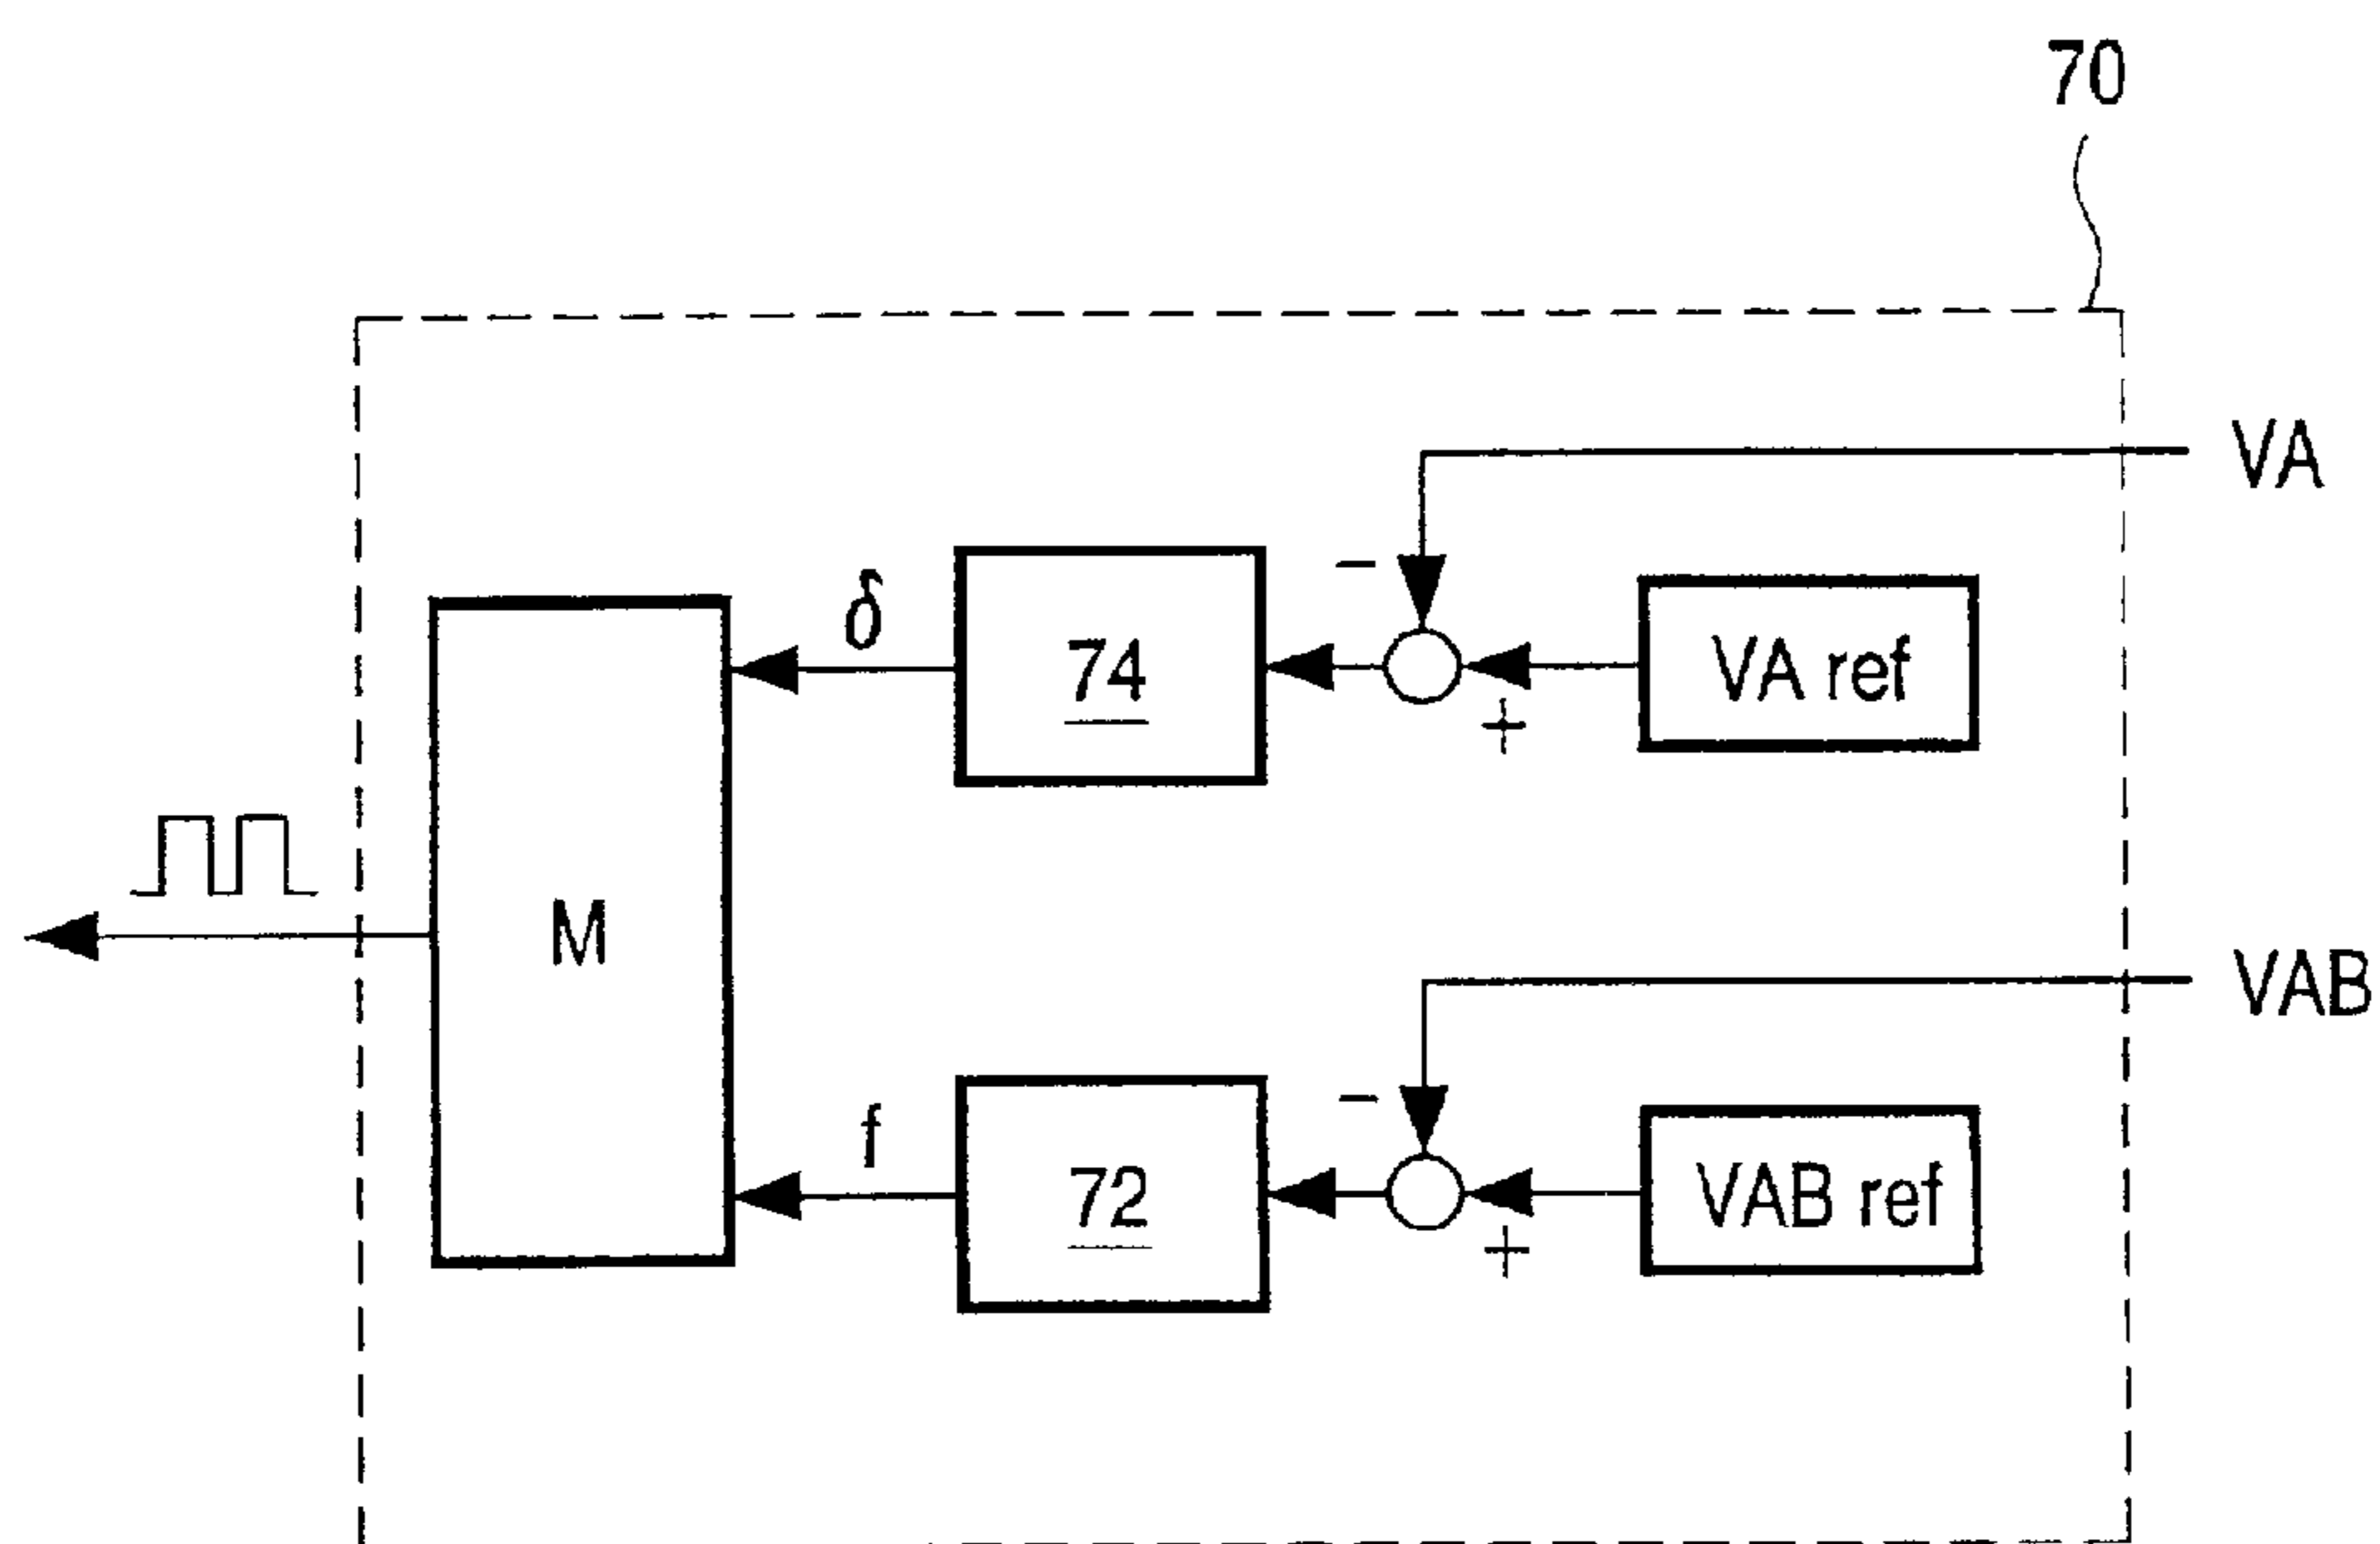 70
VA
−
δ
74
VA ref
+
M
VAB
−
f
72
VAB ref
+